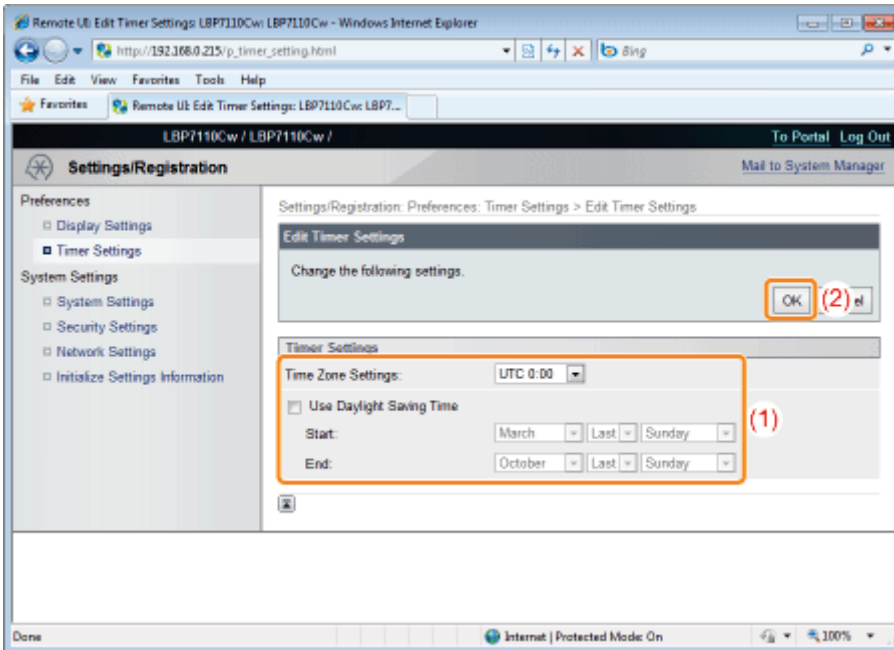 Remote UI: Edit Timer Settings: LBP7110Cw: LBP7110Cw - Windows Internet Explorer
http://192.168.0.215/p_timer_setting.html
Bing
File Edit View Favorites Tools Help
Favorites Remote UI: Edit Timer Settings: LBP7110Cw: LBP7...
LBP7110Cw / LBP7110Cw / To Portal Log Out
Settings/Registration Mail to System Manager
Preferences
Display Settings
Timer Settings
System Settings
System Settings
Security Settings
Network Settings
Initialize Settings Information
Settings/Registration: Preferences: Timer Settings > Edit Timer Settings
Edit Timer Settings
Change the following settings.
OK (2) el
Timer Settings
Time Zone Settings: UTC 0:00
Use Daylight Saving Time
(1)
Start: March Last Sunday
End: October Last Sunday
Done Internet | Protected Mode: On 100%